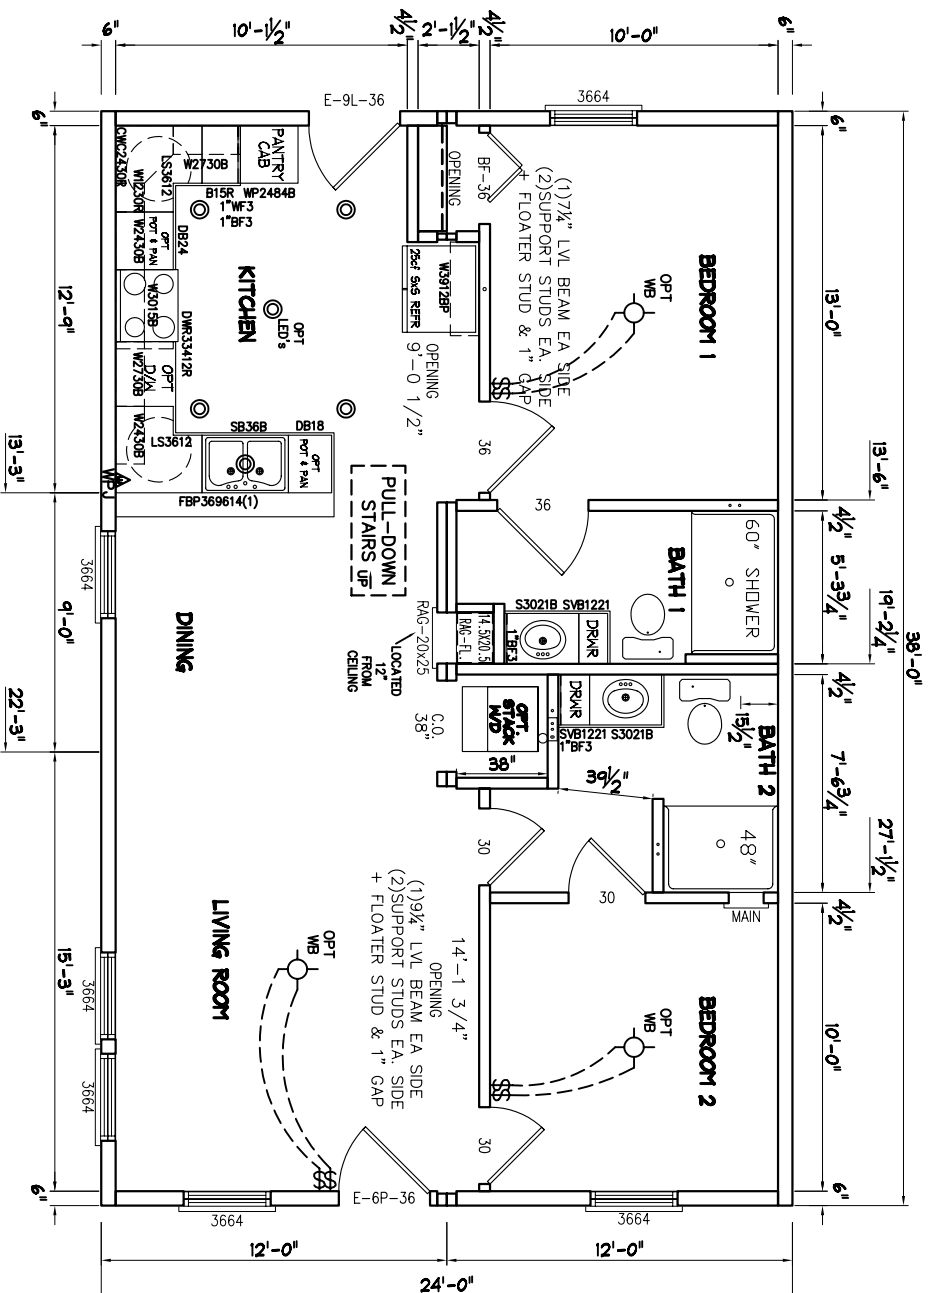 6"
10'-1½"
4½"
2'-1½"
4½"
10'-0"
6"
38'-0"
13'-6"
19'-2¼"
27'-1½"
6"
13'-0"
4½"
5'-3¾"
4½"
7'-6¾"
4½"
10'-0"
6"
3664
BEDROOM 1
OPT
WB
(1)7¼" LVL BEAM EA SIDE
(2)SUPPORT STUDS EA. SIDE
+ FLOATER STUD & 1" GAP
BF-36
OPENING
$$
36
36
60" SHOWER
BATH 1
S3021B SVB1221
DRWR
1"BF3
14.5X20.5
RAG-FL.
RAG-20x25
LOCATED
12"
FROM
CEILING
BATH 2
15½"
DRWR
SVB1221 S3021B
1"BF3
48"
MAIN
39½"
OPT.
STACK
W/D
38"
C.O.
38"
30
30
30
BEDROOM 2
OPT
WB
$$
3664
14'-1 3/4"
OPENING
(1)9¼" LVL BEAM EA SIDE
(2)SUPPORT STUDS EA. SIDE
+ FLOATER STUD & 1" GAP
E-9L-36
PANTRY
CAB
W2730B
B15R WP2484B
1"WF3
1"BF3
LS3612
CWC2430R
W1230R
W2430B
OPT
POT & PAN
DB24
W3015B
DWR33412R
OPT
D/W
W2730B
W2430B
LS3612
SB36B
DB18
OPT
POT & PAN
FBP369614(1)
WPJ
KITCHEN
OPT
LED's
W3912BP
25cf SxS REFR
OPENING
9'-0 1/2"
PULL-DOWN
STAIRS UP
DINING
LIVING ROOM
OPT
WB
$$
E-6P-36
3664
3664
3664
3664
6"
12'-9"
9'-0"
15'-3"
6"
13'-3"
22'-3"
12'-0"
12'-0"
24'-0"